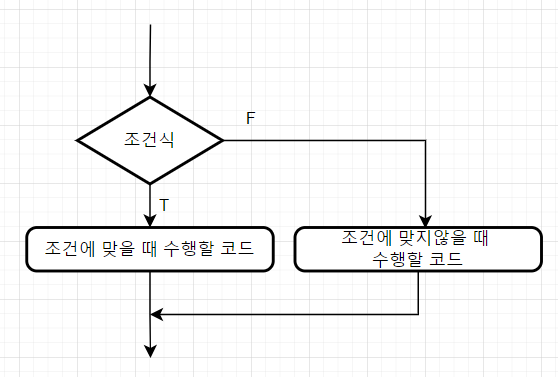 조건식
F
T
조건에 맞을 때 수행할 코드
조건에 맞지않을 때
수행할 코드